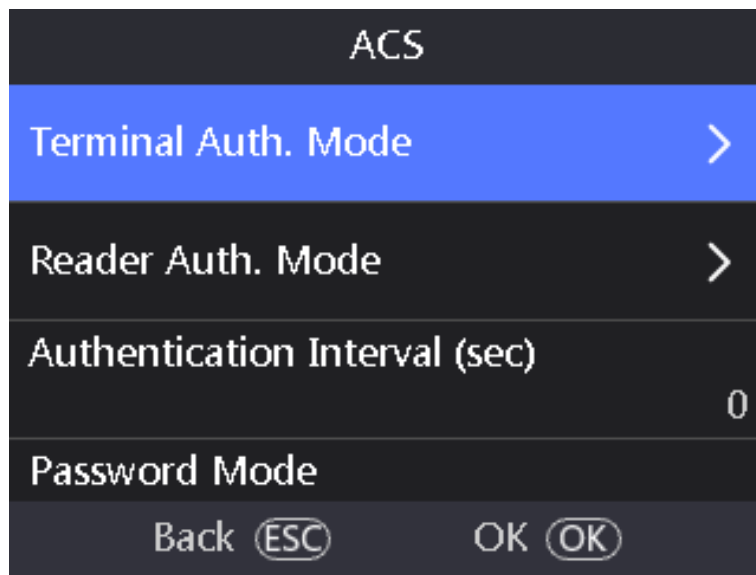 ACS
Terminal Auth. Mode
Reader Auth. Mode
Authentication Interval (sec)
0
Password Mode
Back ESC OK OK